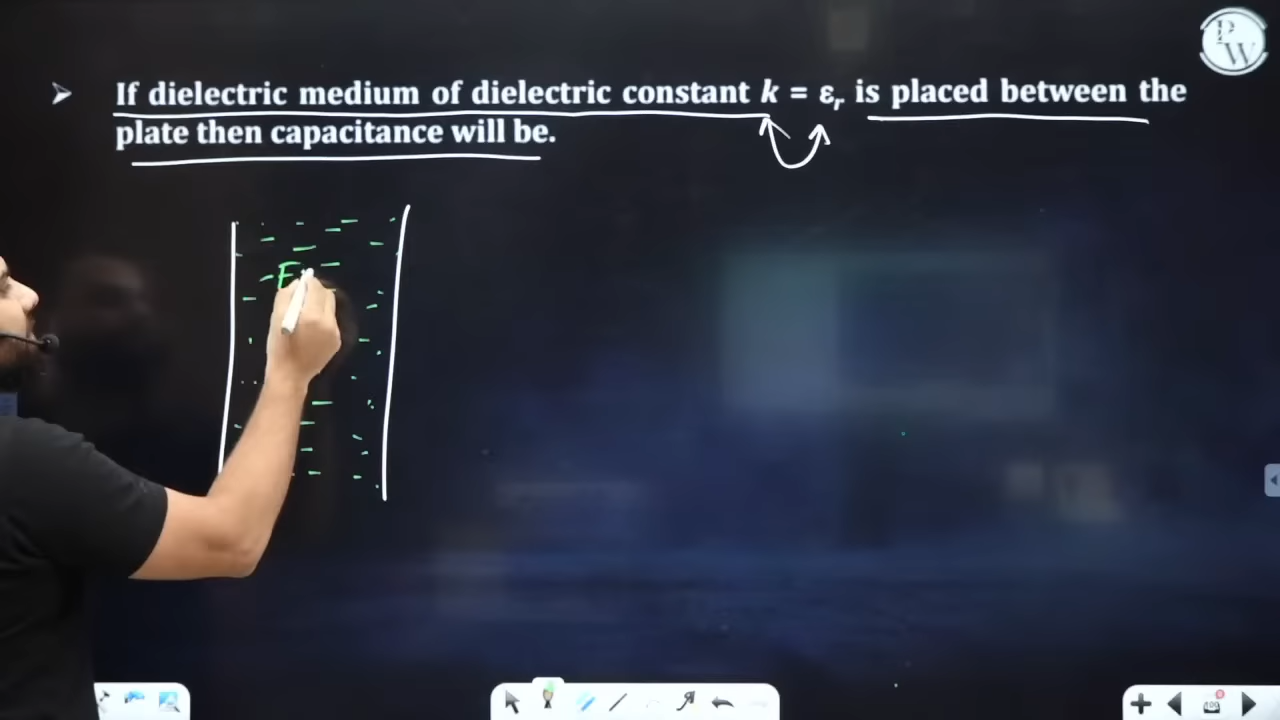 If dielectric medium of dielectric constant k = εr is placed between the
plate then capacitance will be.
P
W